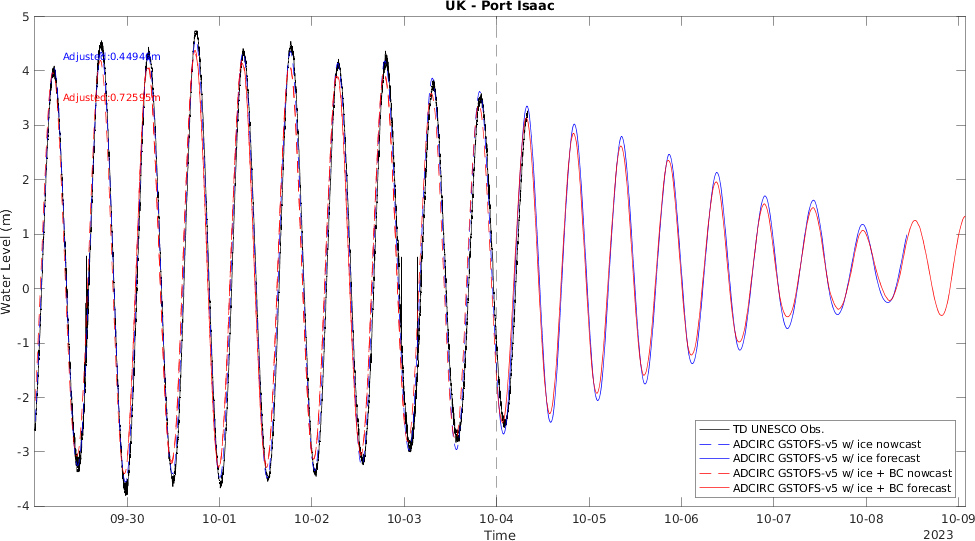 UK - Port Isaac
5
4
3
2
1
0
-1
-2
-3
-4
Water Level (m)
Adjusted:0.44944m
Adjusted:0.72595m
TD UNESCO Obs.
ADCIRC GSTOFS-v5 w/ ice nowcast
ADCIRC GSTOFS-v5 w/ ice forecast
ADCIRC GSTOFS-v5 w/ ice + BC nowcast
ADCIRC GSTOFS-v5 w/ ice + BC forecast
09-30 10-01 10-02 10-03 10-04 10-05 10-06 10-07 10-08 10-09
Time
2023